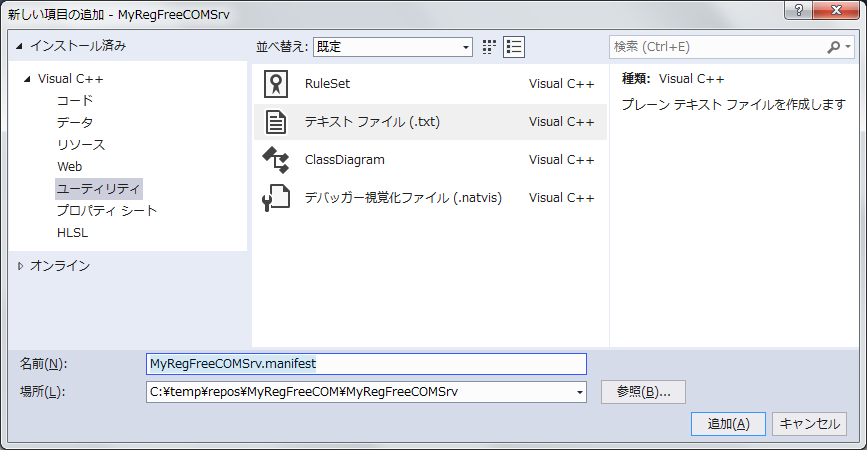 新しい項目の追加 - MyRegFreeCOMSrv
インストール済み
並べ替え: 既定
検索 (Ctrl+E)
Visual C++
コード
データ
リソース
Web
ユーティリティ
プロパティ シート
HLSL
オンライン
RuleSet Visual C++
テキスト ファイル (.txt) Visual C++
ClassDiagram Visual C++
デバッガー視覚化ファイル (.natvis) Visual C++
種類: Visual C++
プレーン テキスト ファイルを作成します
名前(N): MyRegFreeCOMSrv.manifest
場所(L): C:¥temp¥repos¥MyRegFreeCOM¥MyRegFreeCOMSrv
参照(B)...
追加(A) キャンセル